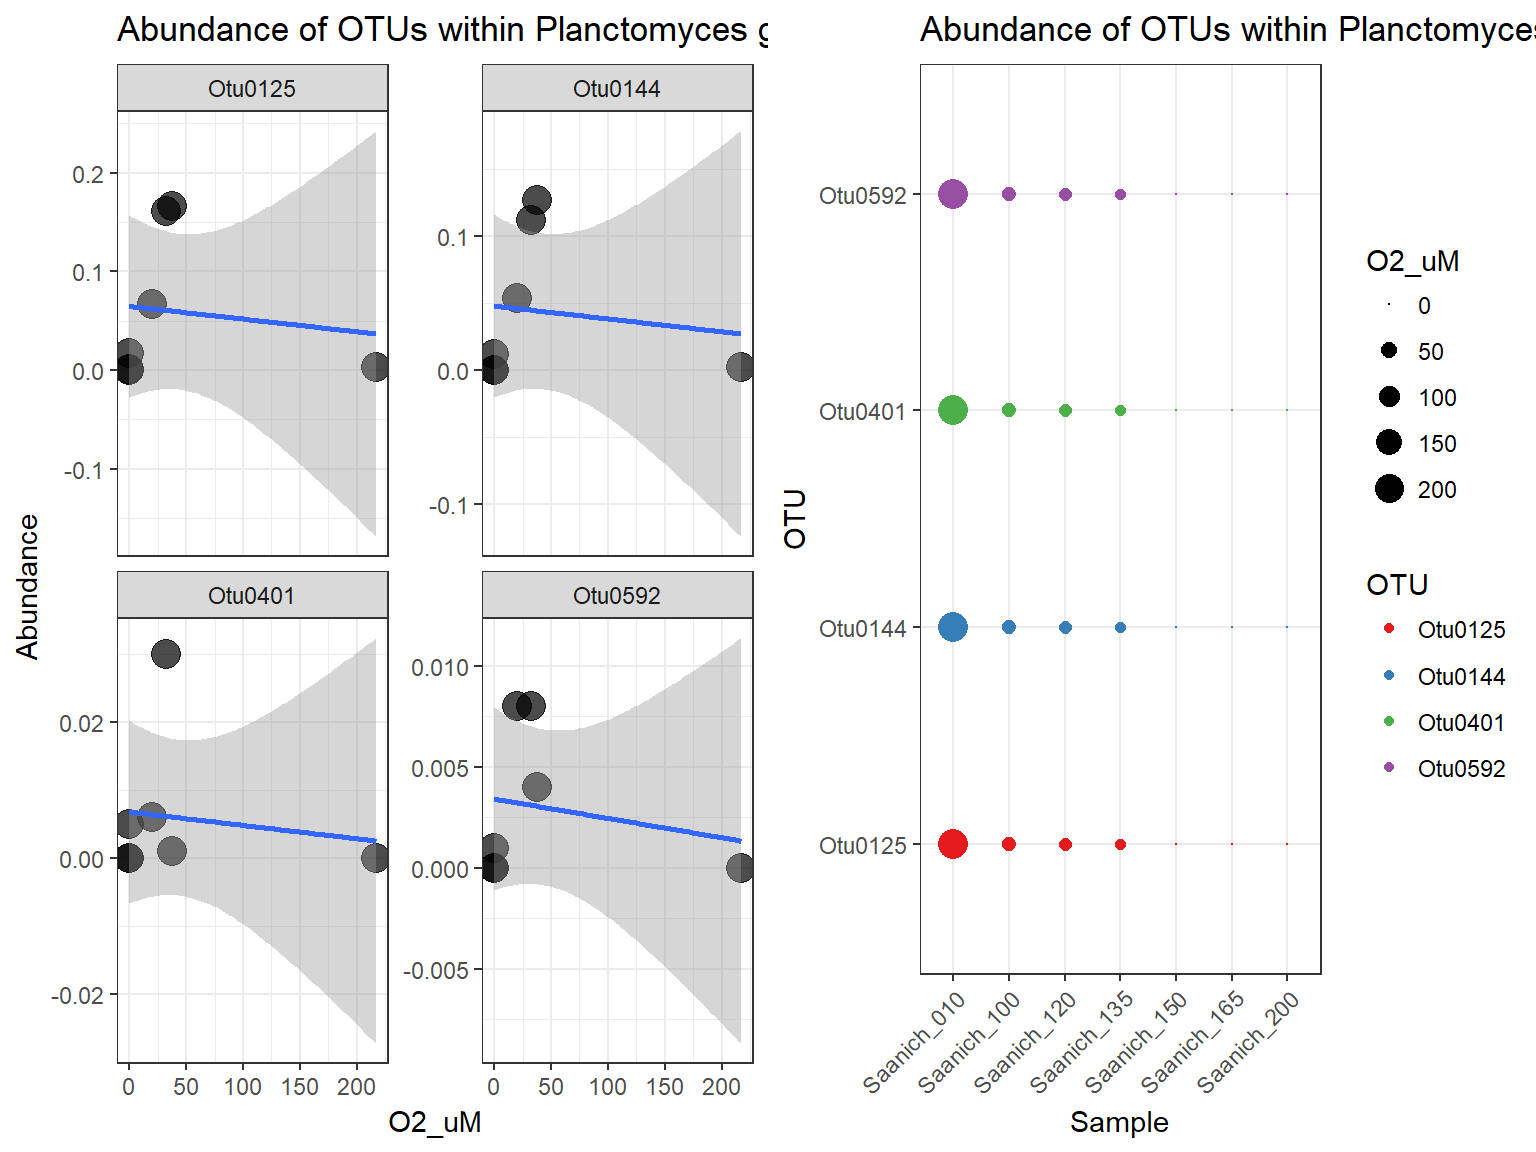 Abundance of OTUs within Planctomyces g
Otu0125
Otu0144
0.2
0.1
0.0
-0.1
0.1
0.0
-0.1
Otu0401
Otu0592
0.02
0.00
-0.02
0.010
0.005
0.000
-0.005
0 50 100 150 200
0 50 100 150 200
Abundance
O2_uM
Abundance of OTUs within Planctomyces
Otu0592
Otu0401
Otu0144
Otu0125
OTU
Saanich_010
Saanich_100
Saanich_120
Saanich_135
Saanich_150
Saanich_165
Saanich_200
Sample
O2_uM
0
50
100
150
200
OTU
Otu0125
Otu0144
Otu0401
Otu0592